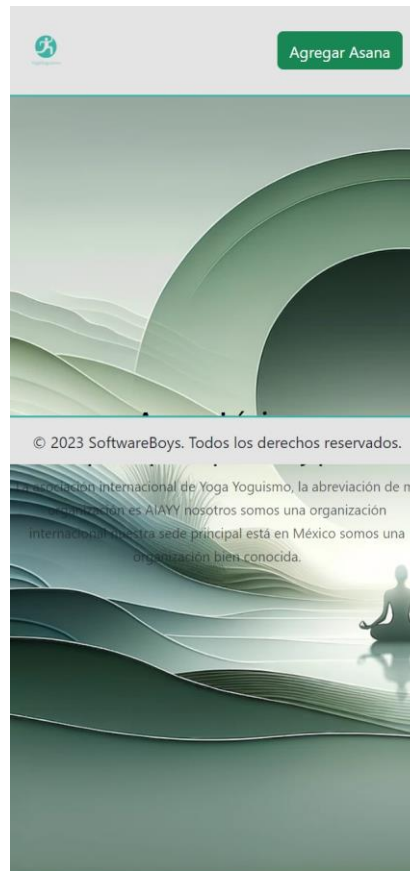 Agregar Asana
© 2023 SoftwareBoys. Todos los derechos reservados.
asociación internacional de Yoga Yoguismo, la abreviación de
organización es AIAYY nosotros somos una organización
internacional nuestra sede principal está en México somos una
organización bien conocida.